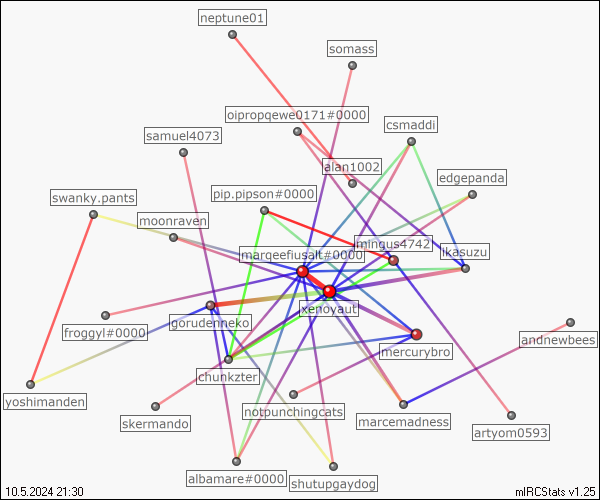 neptune01
somass
oipropqewe0171#0000
csmaddi
samuel4073
alan1002
edgepanda
swanky.pants
pip.pipson#0000
moonraven
mingus4742
marqeefiusalt#0000
ikasuzu
xenoyaut
gorudenneko
froggyl#0000
andnewbees
mercurybro
chunkzter
yoshimanden
notpunchingcats
skermando
marcemadness
artyom0593
albamare#0000
shutupgaydog
10.5.2024 21:30
mIRCStats v1.25